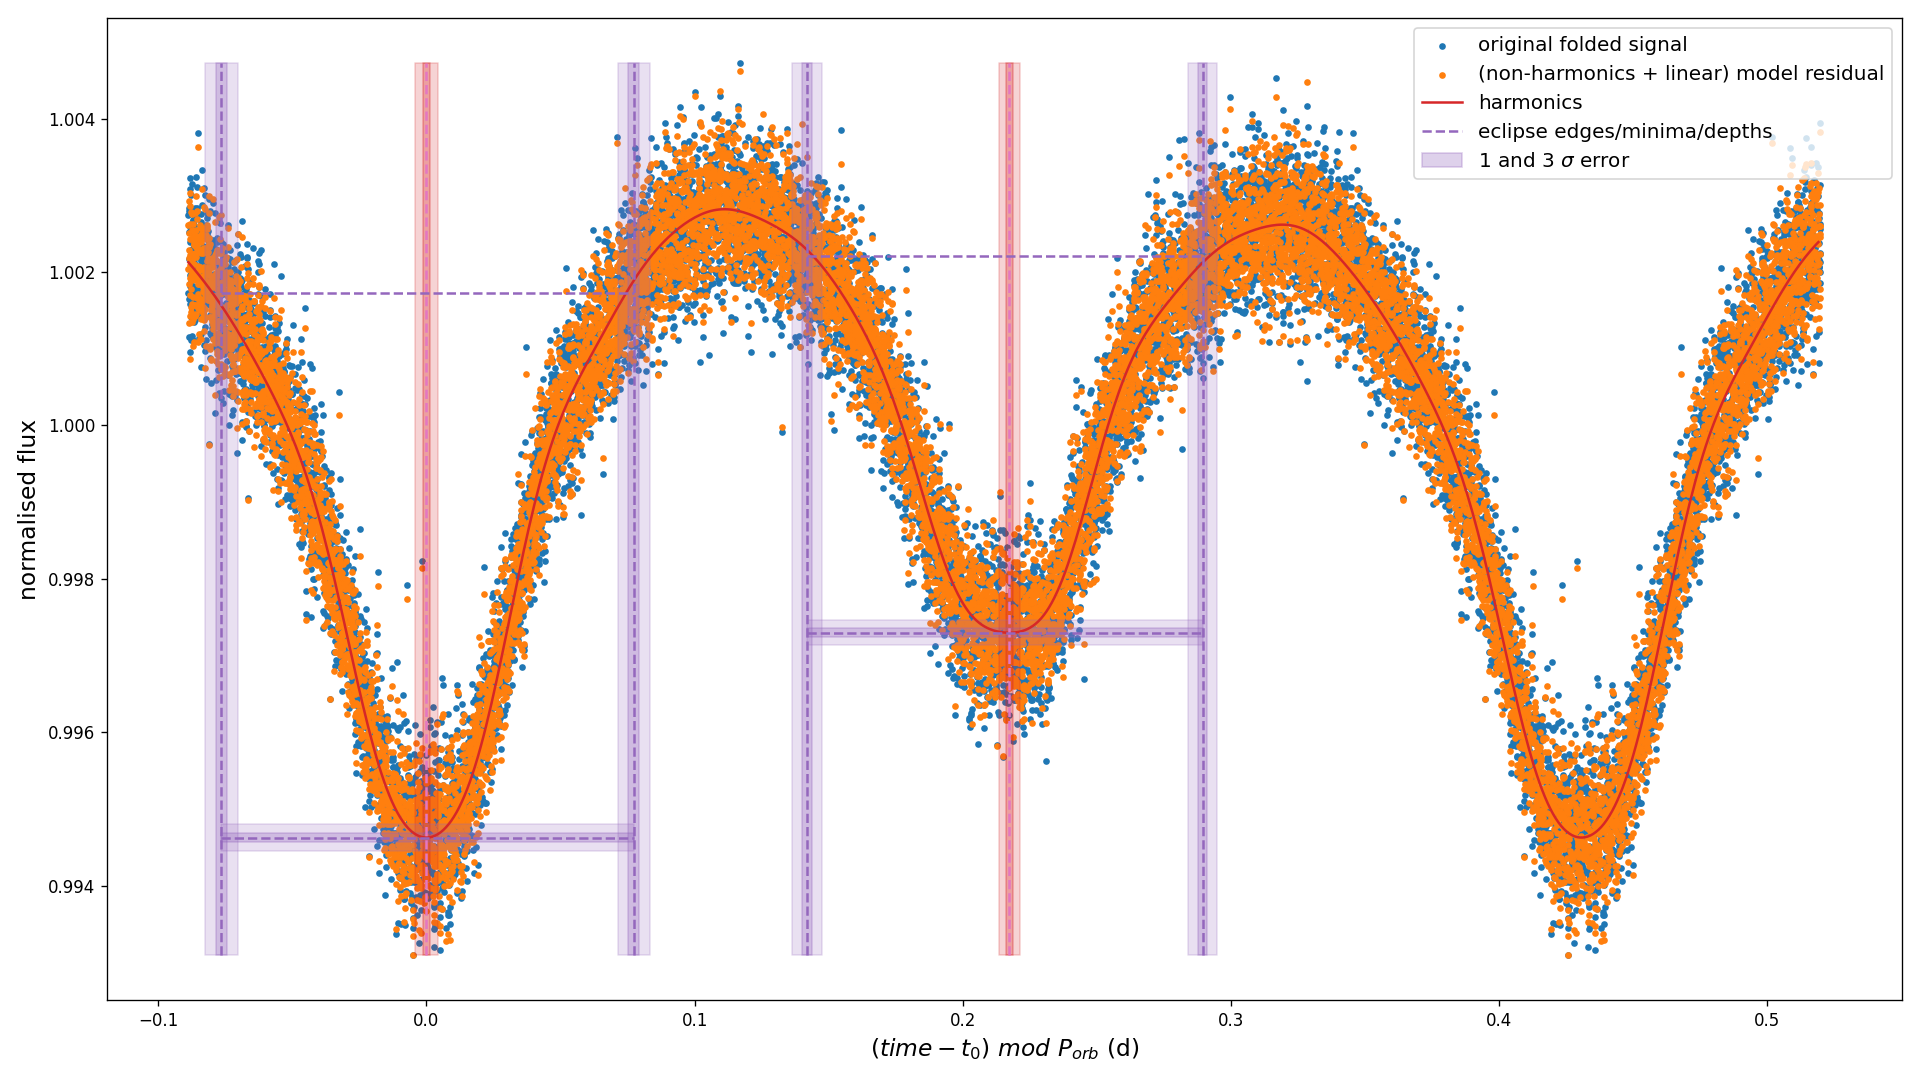 original folded signal
(non-harmonics + linear) model residual
harmonics
eclipse edges/minima/depths
1 and 3 σ error
normalised flux
1.004
1.002
1.000
0.998
0.996
0.994
−0.1 0.0 0.1 0.2 0.3 0.4 0.5
(time − t₀) mod Pₒᵣb (d)